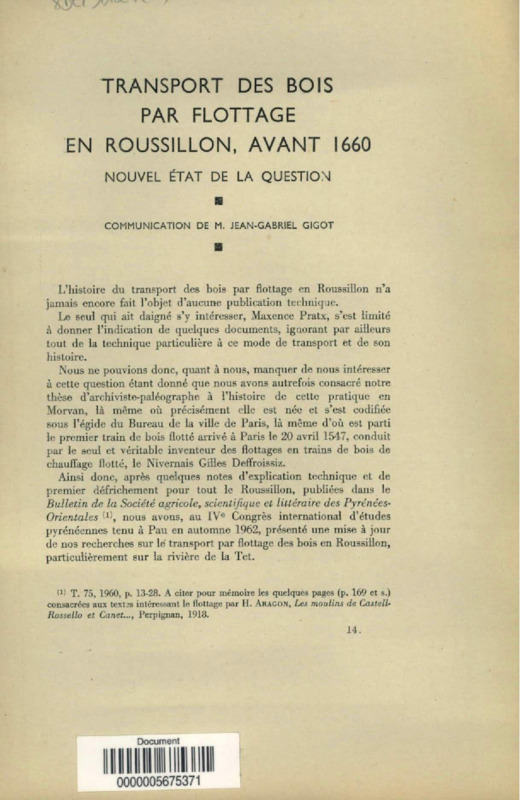 TRANSPORT DES BOIS
PAR FLOTTAGE
EN ROUSSILLON, AVANT 1660
NOUVEL ÉTAT DE LA QUESTION
COMMUNICATION DE M. JEAN-GABRIEL GIGOT
L'histoire du transport des bois par flottage en Roussillon n'a
jamais encore fait l'objet d'aucune publication technique.
Le seul qui ait daigné s'y intéresser, Maxence Pratx, s'est limité
à donner l'indication de quelques documents, ignorant par ailleurs
tout de la technique particulière à ce mode de transport et de son
histoire.
Nous ne pouvions donc, quant à nous, manquer de nous intéresser
à cette question étant donné que nous avons autrefois consacré notre
thèse d'archiviste-paléographe à l'histoire de cette pratique en
Morvan, là même où précisément elle est née et s'est codifiée
sous l'égide du Bureau de la ville de Paris, là même d'où est parti
le premier train de bois flotté arrivé à Paris le 20 avril 1547, conduit
par le seul et véritable inventeur des flottages en trains de bois de
chauffage flotté, le Nivernais Gilles Deffroissiz.
Ainsi donc, après quelques notes d'explication technique et de
premier défrichement pour tout le Roussillon, publiées dans le
Bulletin de la Société agricole, scientifique et littéraire des Pyrénées-
Orientales (1), nous avons, au IVe Congrès international d'études
pyrénéennes tenu à Pau en automne 1962, présenté une mise à jour
de nos recherches sur le transport par flottage des bois en Roussillon,
particulièrement sur la rivière de la Tet.
(1) T. 75, 1960, p. 13-28. A citer pour mémoire les quelques pages (p. 169 et s.)
consacrées aux textes intéressant le flottage par H. ARAGON, Les moulins de Castell-
Rossello et Canet..., Perpignan, 1918.
14.
Document
0000005675371